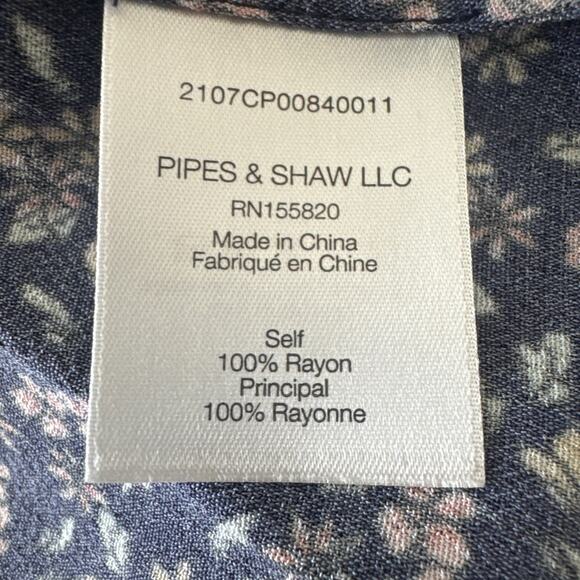 2107CP00840011
PIPES & SHAW LLC
RN155820
Made in China
Fabriqué en Chine
Self
100% Rayon
Principal
100% Rayonne